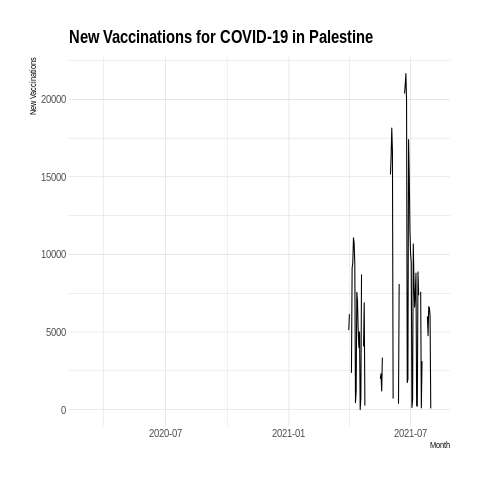 New Vaccinations for COVID-19 in Palestine
New Vaccinations
20000
15000
10000
5000
0
2020-07 2021-01 2021-07
Month